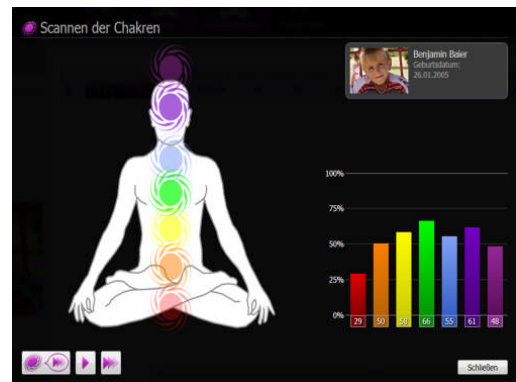 Scannen der Chakren
Benjamin Baier
Geburtsdatum:
26.01.2005
100%
75%
50%
25%
0%
29 50 58 66 55 61 48
Schließen